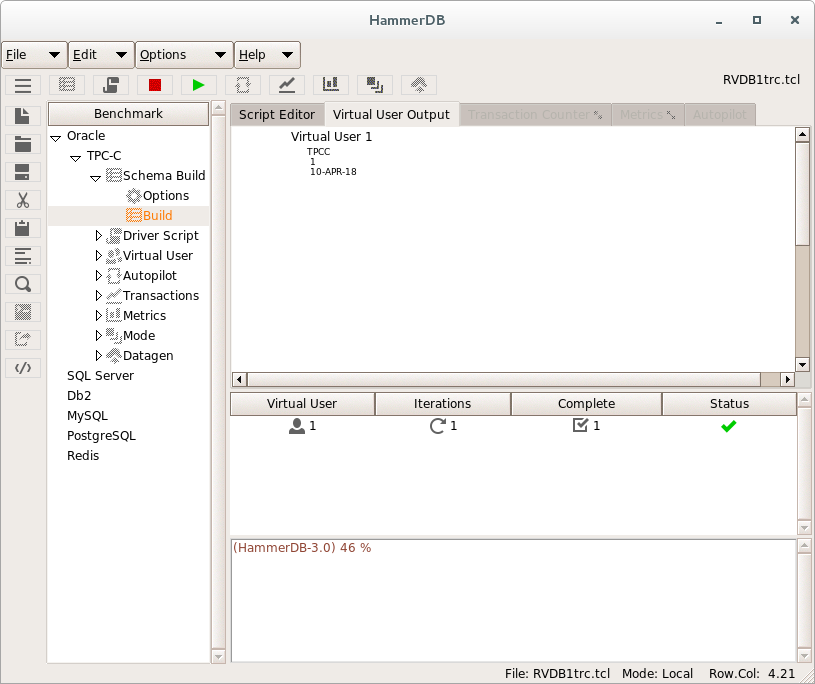 HammerDB
File Edit Options Help
RVDB1trc.tcl
Benchmark
Oracle
TPC-C
Schema Build
Options
Build
Driver Script
Virtual User
Autopilot
Transactions
Metrics
Mode
Datagen
SQL Server
Db2
MySQL
PostgreSQL
Redis
Script Editor Virtual User Output Transaction Counter Metrics Autopilot
Virtual User 1
TPCC
1
10-APR-18
Virtual User Iterations Complete Status
1 1 1
(HammerDB-3.0) 46 %
File: RVDB1trc.tcl Mode: Local Row.Col: 4.21